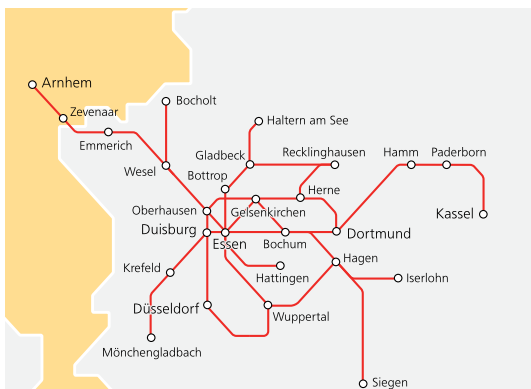 Arnhem
Zevenaar
Bocholt
Emmerich
Haltern am See
Wesel
Gladbeck
Recklinghausen
Hamm
Paderborn
Bottrop
Herne
Oberhausen
Gelsenkirchen
Kassel
Duisburg
Essen
Bochum
Dortmund
Krefeld
Hattingen
Hagen
Iserlohn
Düsseldorf
Wuppertal
Mönchengladbach
Siegen